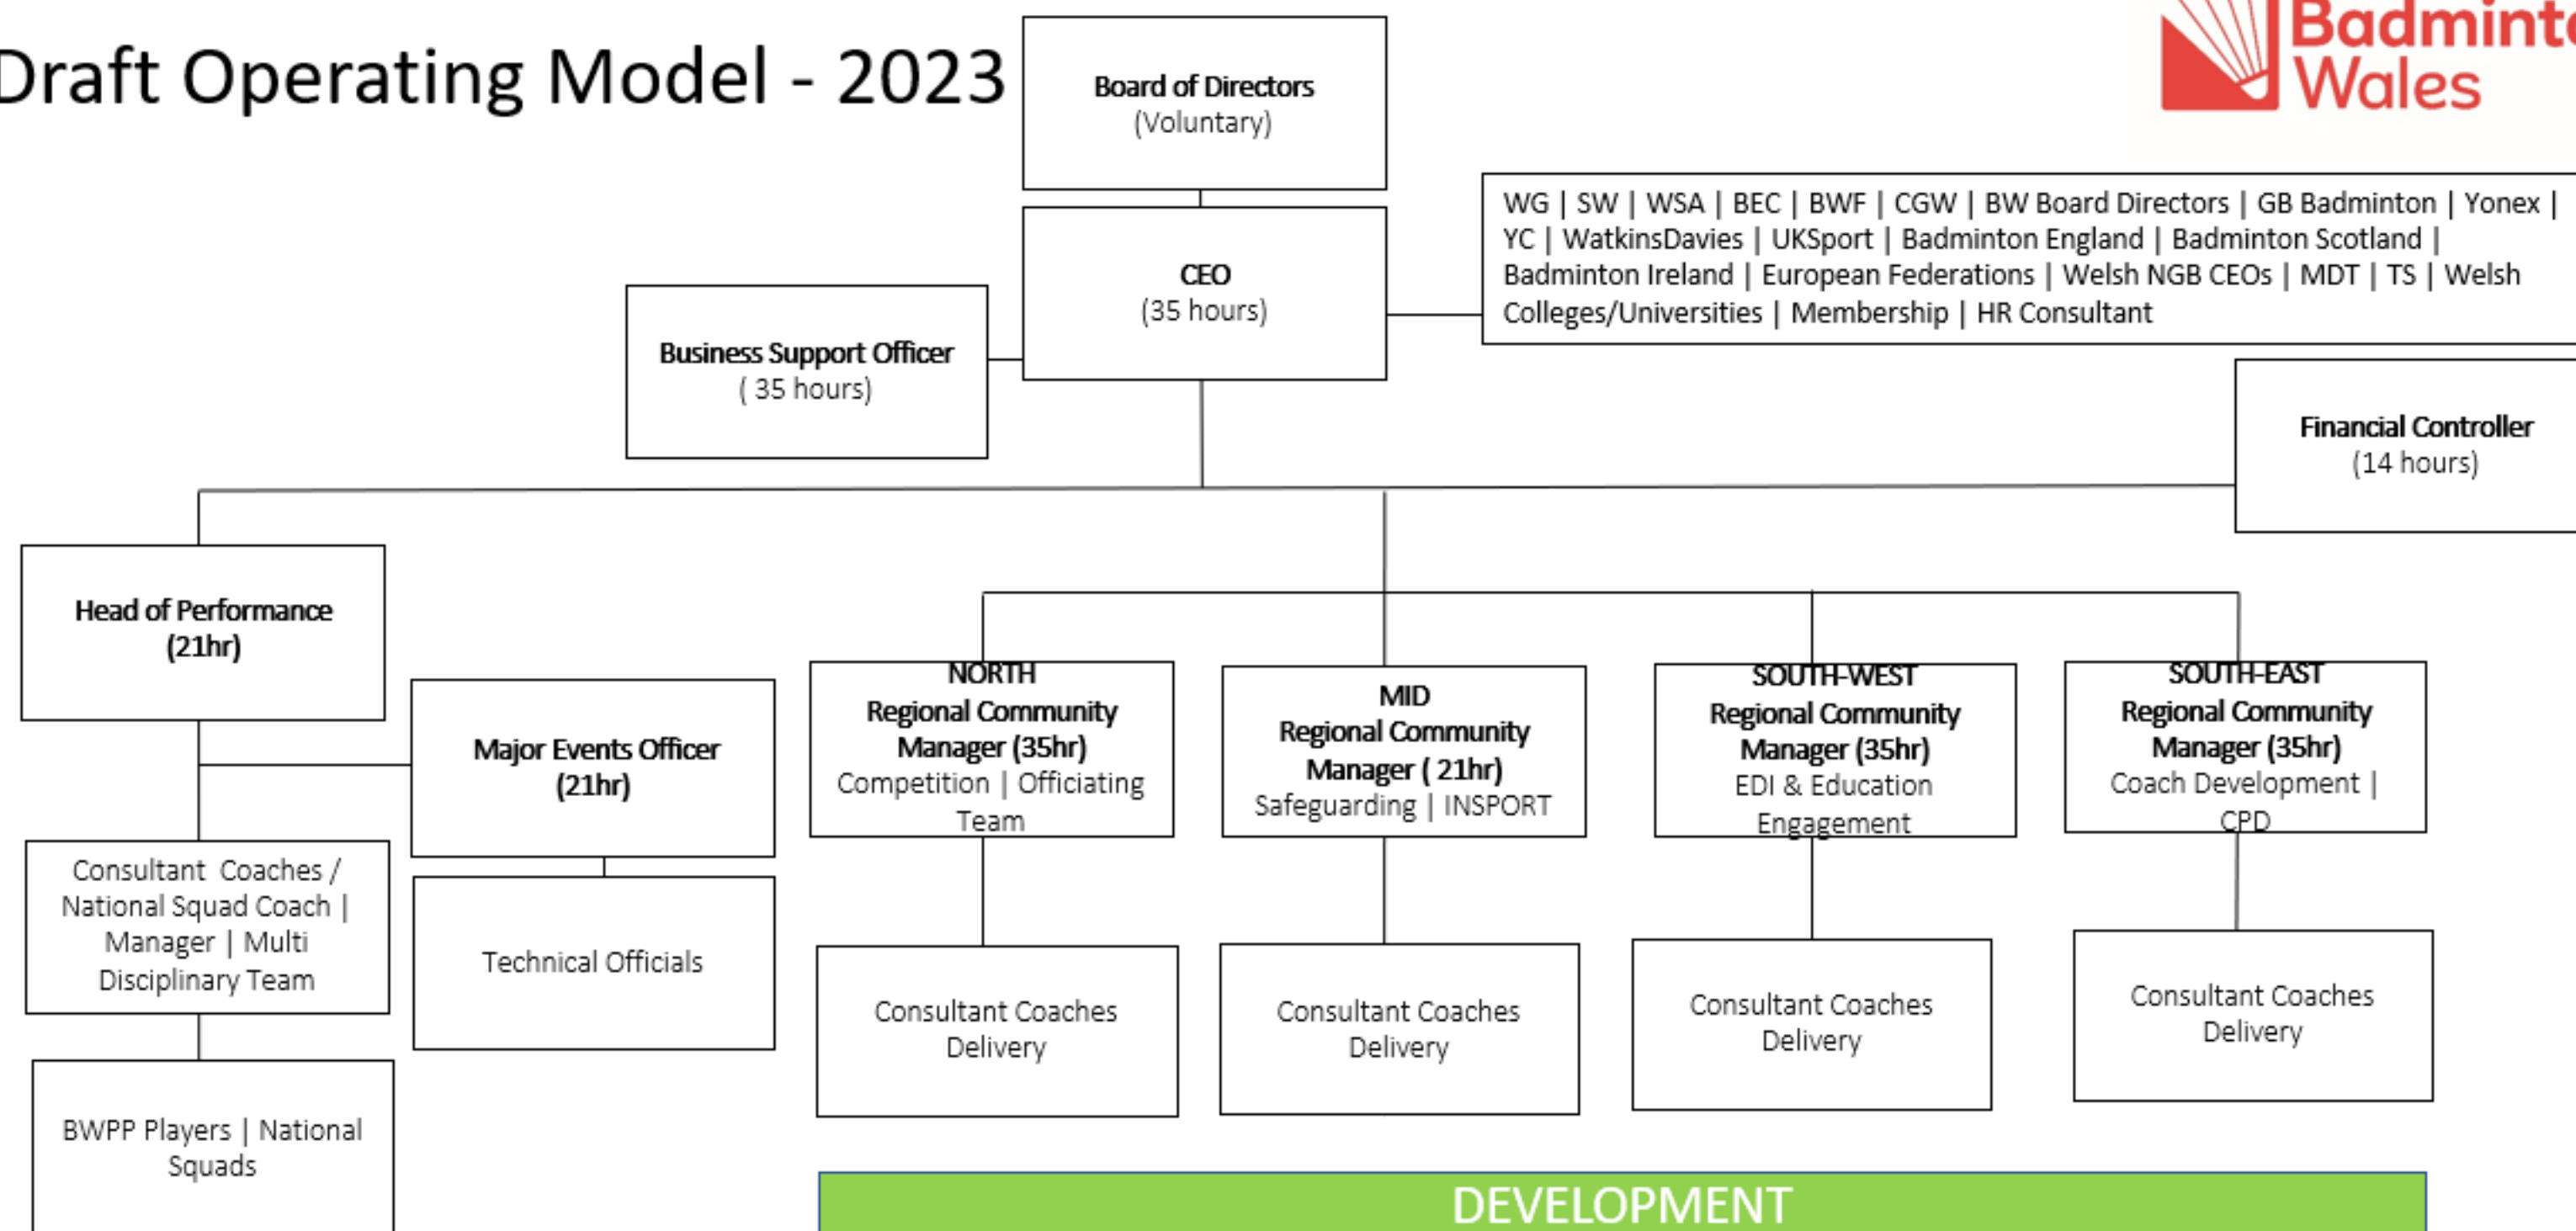 Draft Operating Model - 2023
Board of Directors
(Voluntary)
Wales
WG | SW | WSA | BEC | BWF | CGW | BW Board Directors | GB Badminton | Yonex |
YC | WatkinsDavies | UKSport | Badminton England | Badminton Scotland |
Badminton Ireland | European Federations | Welsh NGB CEOs | MDT | TS | Welsh
Colleges/Universities | Membership | HR Consultant
CEO
(35 hours)
Business Support Officer
( 35 hours)
Financial Controller
(14 hours)
Head of Performance
(21hr)
Major Events Officer
(21hr)
NORTH
Regional Community
Manager (35hr)
Competition | Officiating
Team
MID
Regional Community
Manager ( 21hr)
Safeguarding | INSPORT
SOUTH-WEST
Regional Community
Manager (35hr)
EDI & Education
Engagement
SOUTH-EAST
Regional Community
Manager (35hr)
Coach Development |
CPD
Consultant  Coaches /
National Squad Coach |
Manager | Multi
Disciplinary Team
Technical Officials
Consultant Coaches
Delivery
Consultant Coaches
Delivery
Consultant Coaches
Delivery
Consultant Coaches
Delivery
BWPP Players | National
Squads
DEVELOPMENT